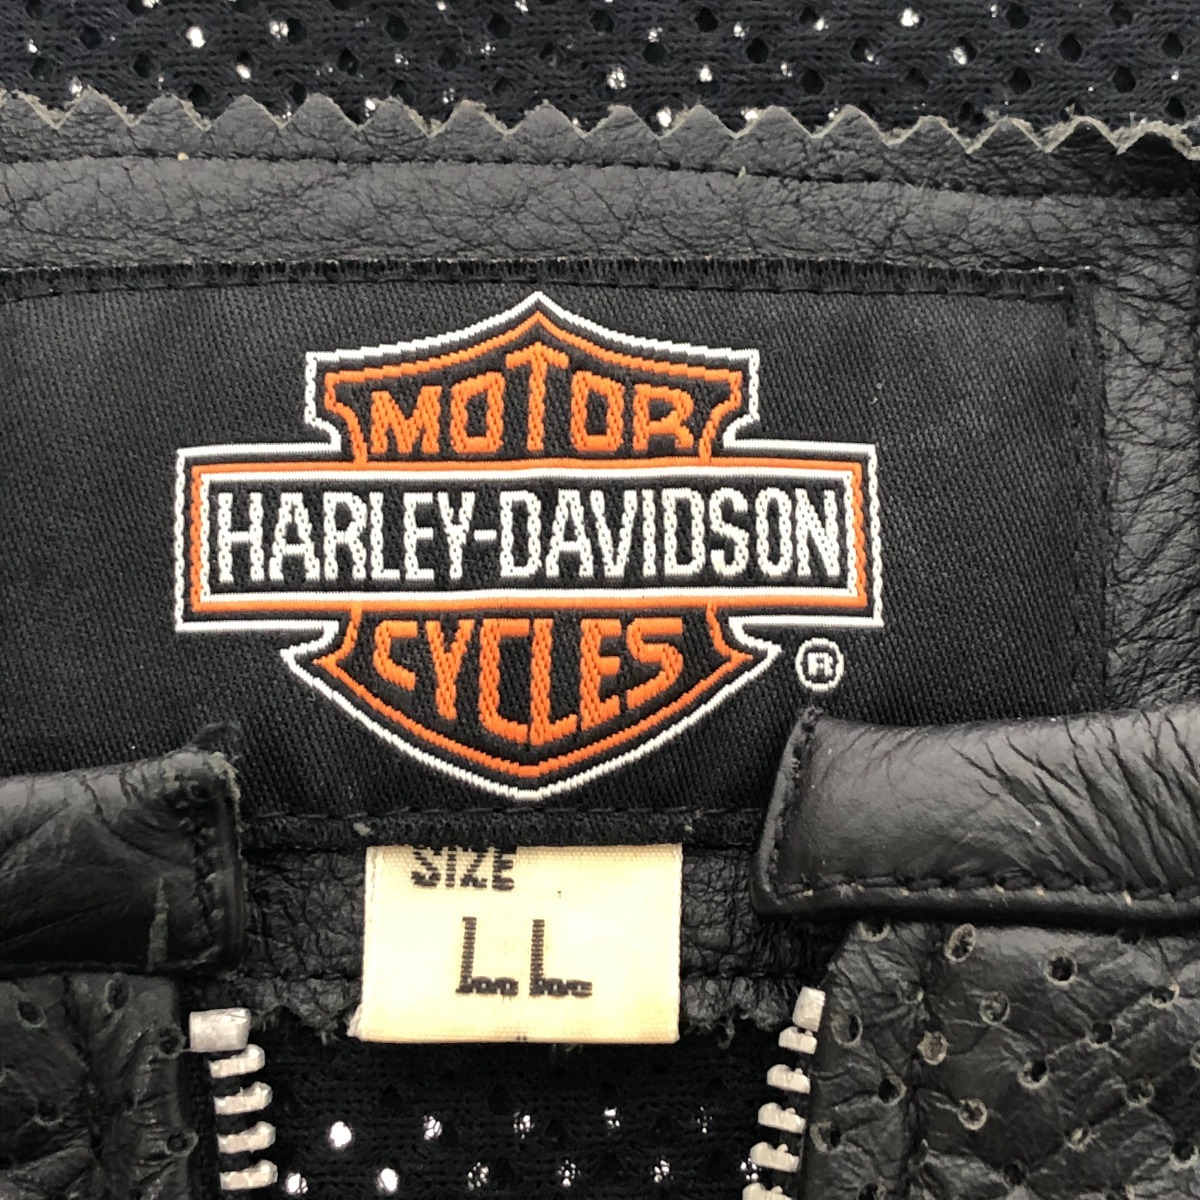 MOTOR
HARLEY-DAVIDSON
CYCLES
®
SIZE
LL